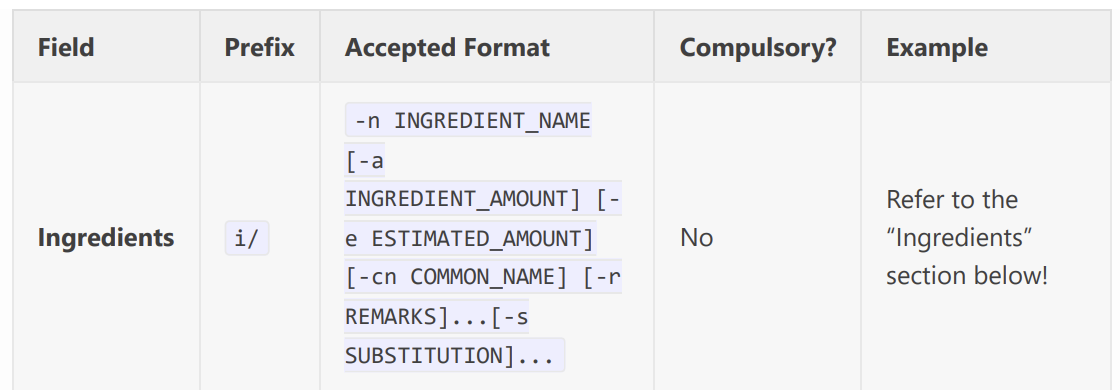 Field Prefix Accepted Format Compulsory? Example
Ingredients
i/
-n INGREDIENT_NAME
[-a
INGREDIENT_AMOUNT] [-
e ESTIMATED_AMOUNT]
[-cn COMMON_NAME] [-r
REMARKS]...[-s
SUBSTITUTION]...
No
Refer to the
“Ingredients”
section below!